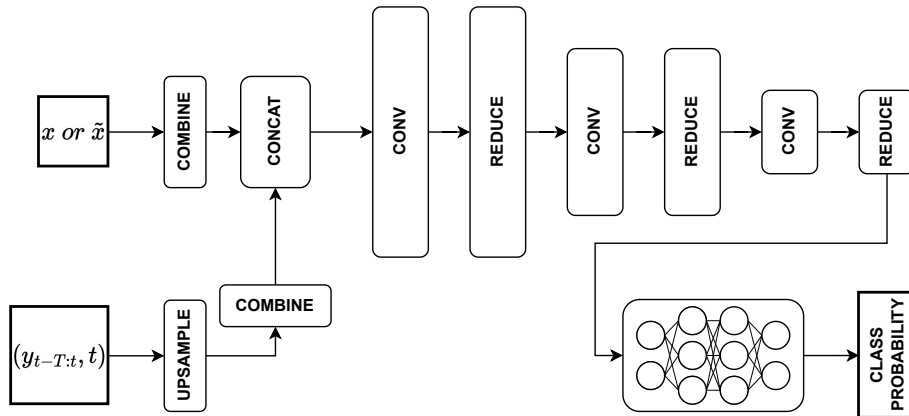 x or x̃
COMBINE
CONCAT
CONV
REDUCE
CONV
REDUCE
CONV
REDUCE
(y_{t−T:t}, t)
UPSAMPLE
COMBINE
CLASS
PROBABILITY